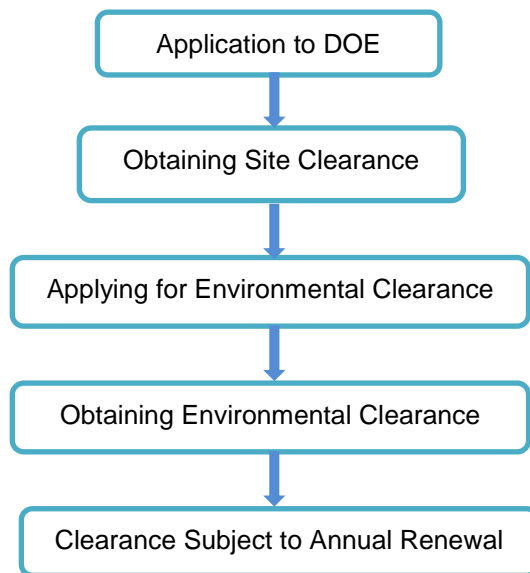 Application to DOE
Obtaining Site Clearance
Applying for Environmental Clearance
Obtaining Environmental Clearance
Clearance Subject to Annual Renewal